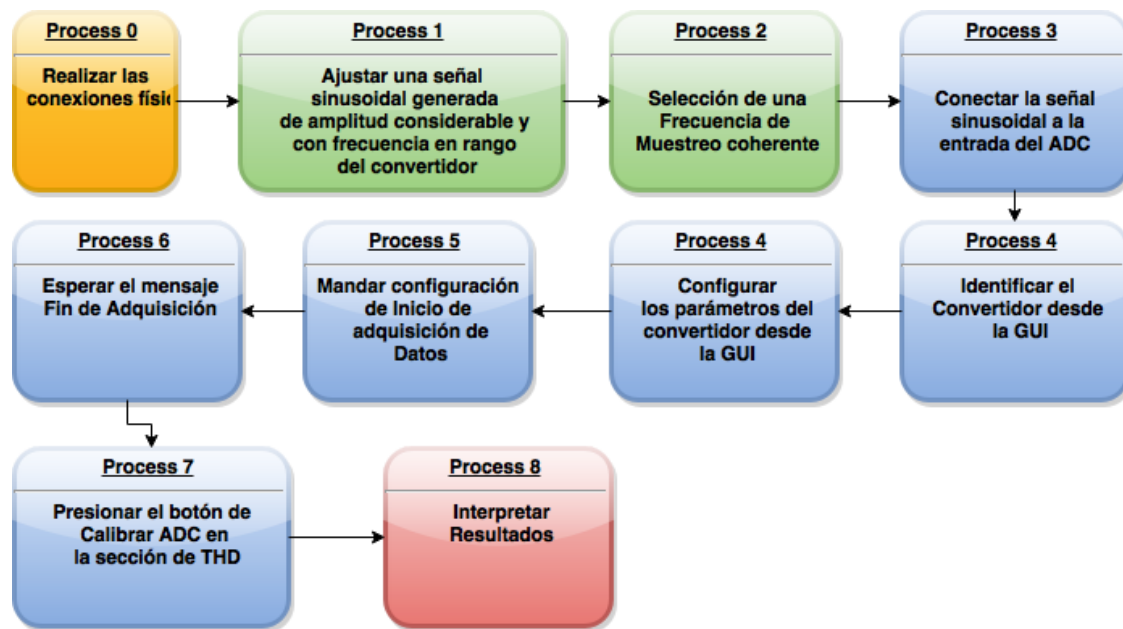 Process 0
Realizar las
conexiones físi
Process 1
Ajustar una señal
sinusoidal generada
de amplitud considerable y
con frecuencia en rango
del convertidor
Process 2
Selección de una
Frecuencia de
Muestreo coherente
Process 3
Conectar la señal
sinusoidal a la
entrada del ADC
Process 4
Identificar el
Convertidor desde
la GUI
Process 4
Configurar
los parámetros del
convertidor desde
la GUI
Process 5
Mandar configuración
de Inicio de
adquisición de
Datos
Process 6
Esperar el mensaje
Fin de Adquisición
Process 7
Presionar el botón de
Calibrar ADC en
la sección de THD
Process 8
Interpretar
Resultados